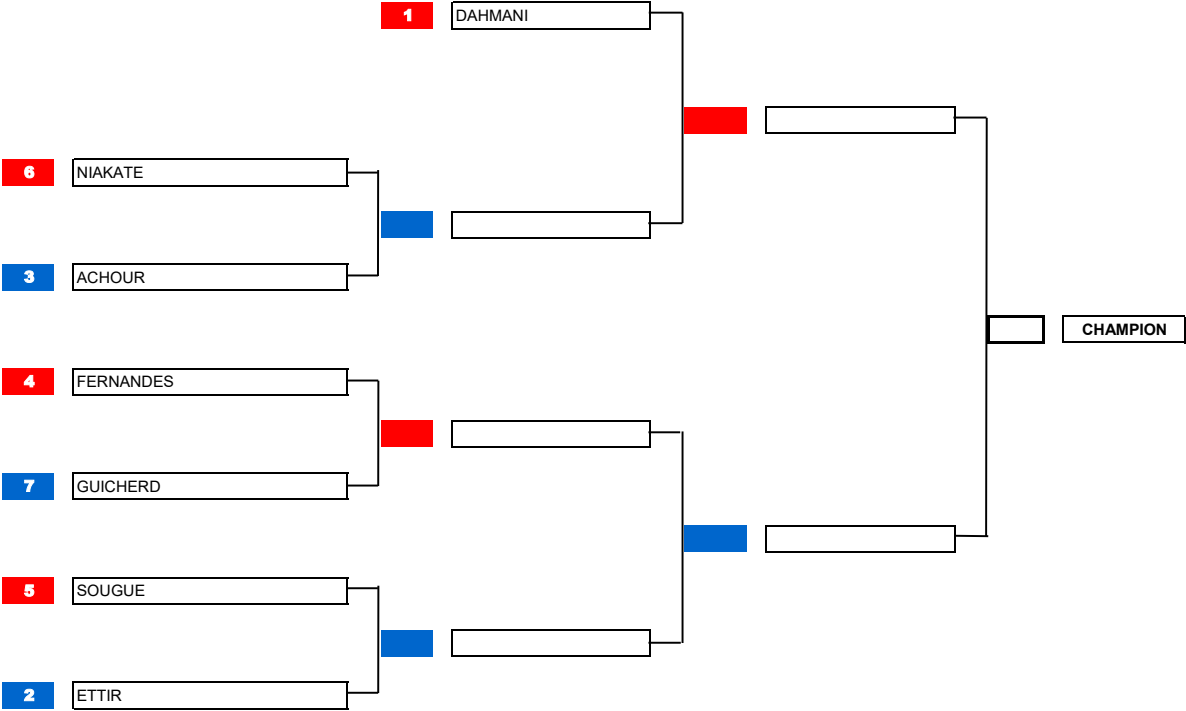 1 DAHMANI
6 NIAKATE
3 ACHOUR
CHAMPION
4 FERNANDES
7 GUICHERD
5 SOUGUE
2 ETTIR